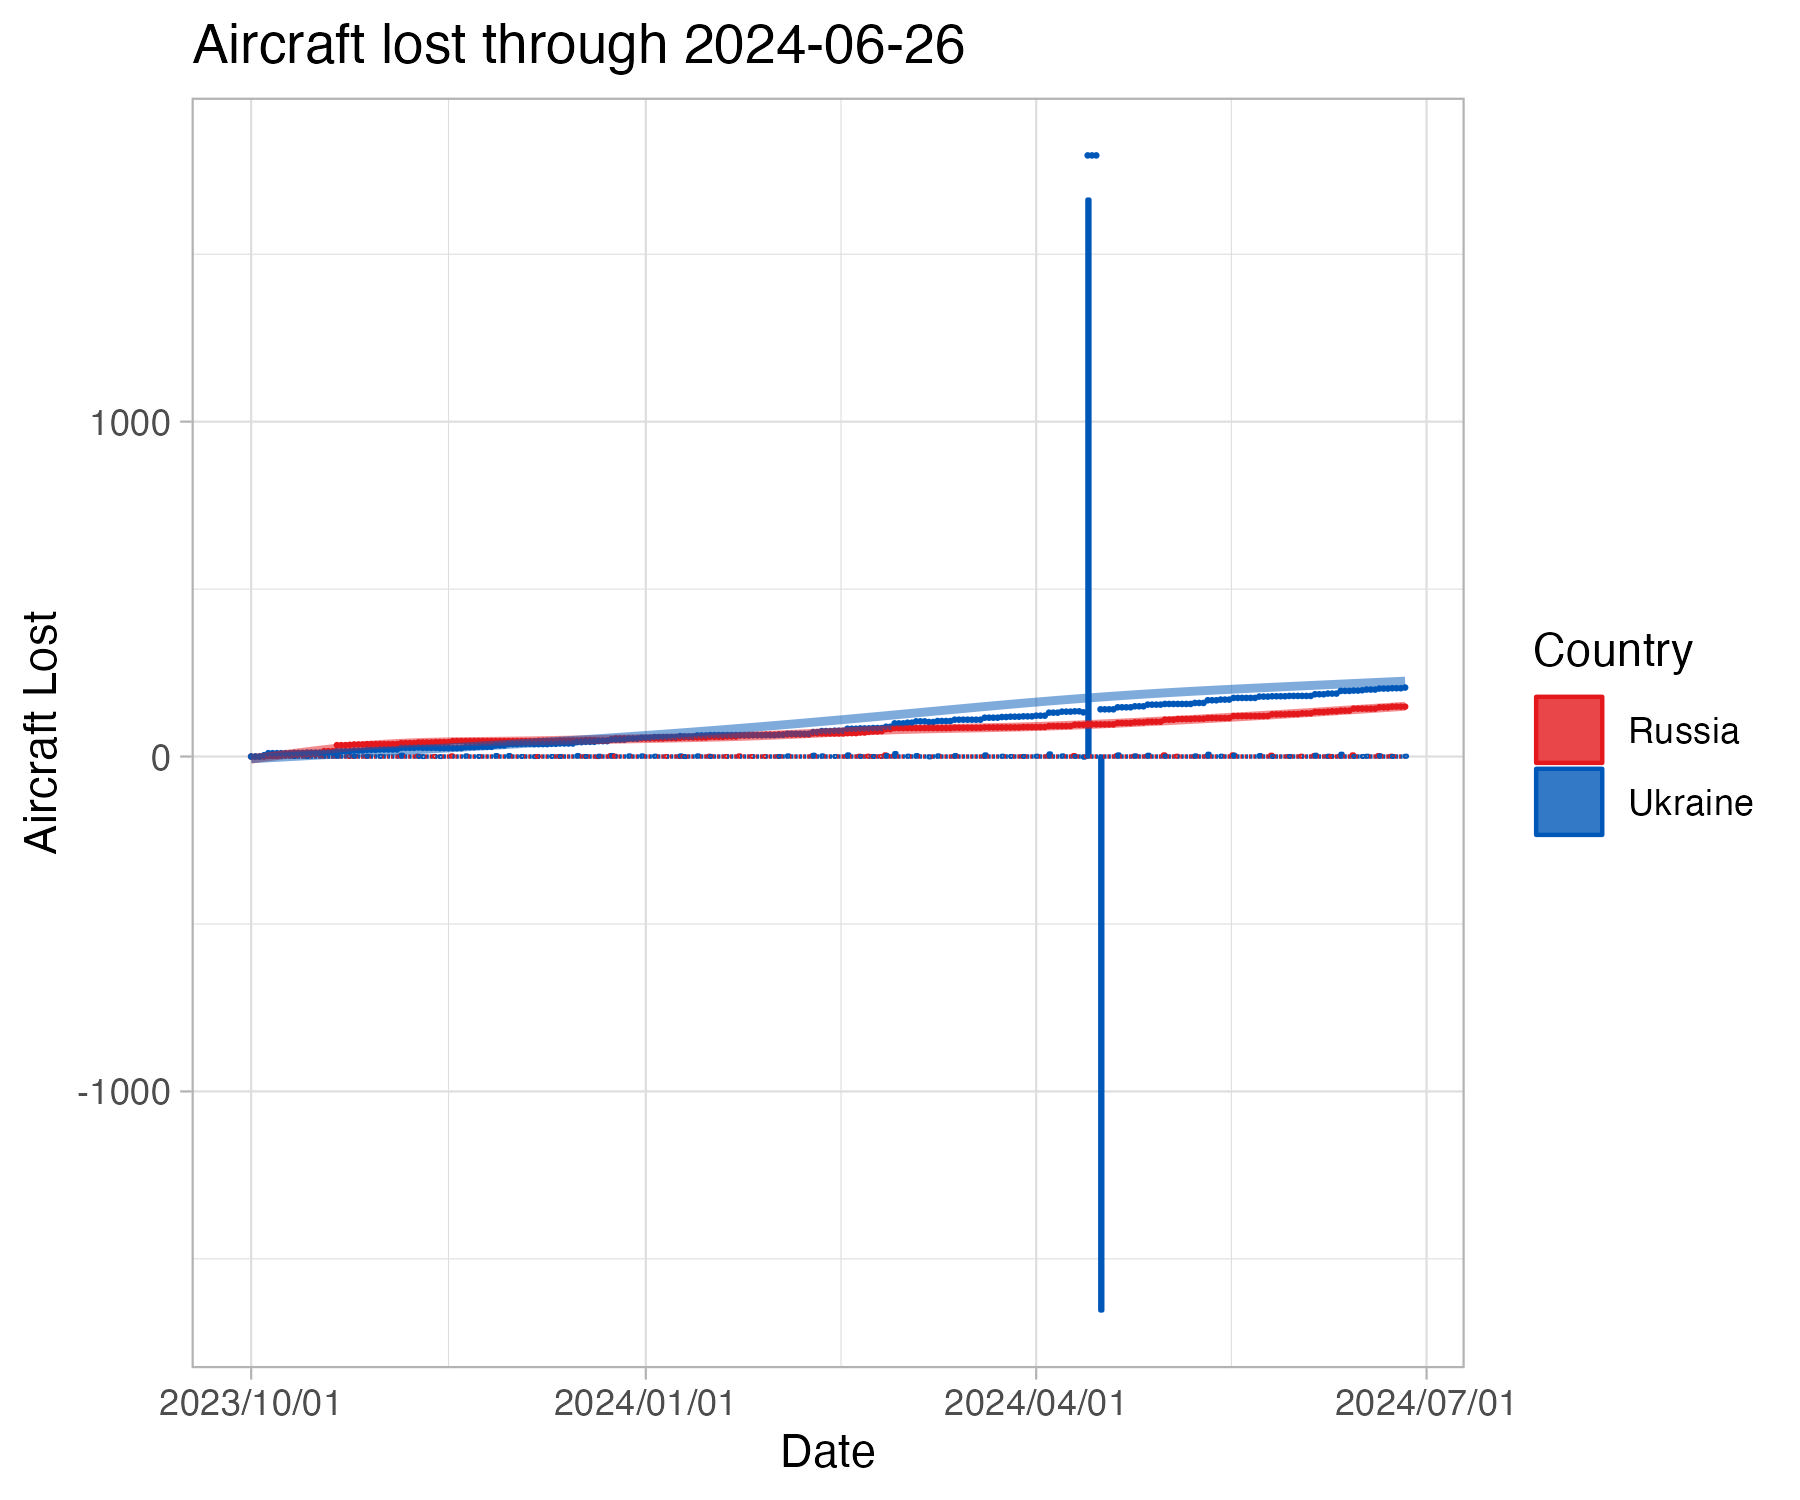 Aircraft lost through 2024-06-26
Aircraft Lost
1000
0
-1000
2023/10/01
2024/01/01
2024/04/01
2024/07/01
Date
Country
Russia
Ukraine